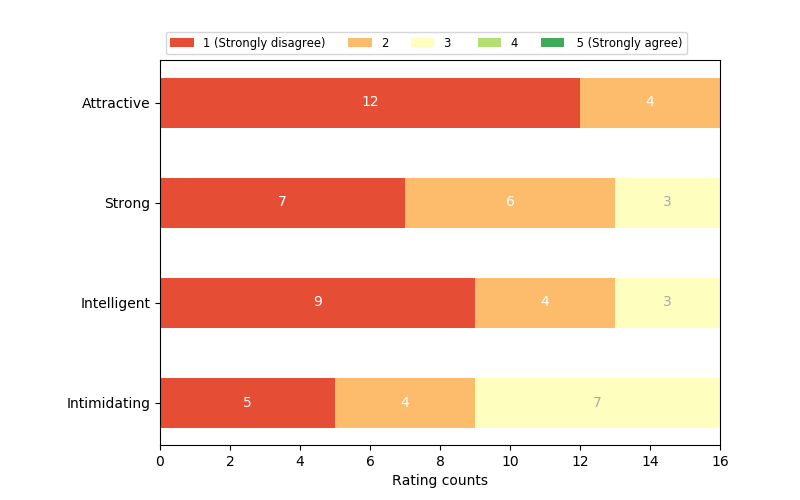 1 (Strongly disagree) 2 3 4 5 (Strongly agree)
Attractive 12 4
Strong 7 6 3
Intelligent 9 4 3
Intimidating 5 4 7
0 2 4 6 8 10 12 14 16
Rating counts